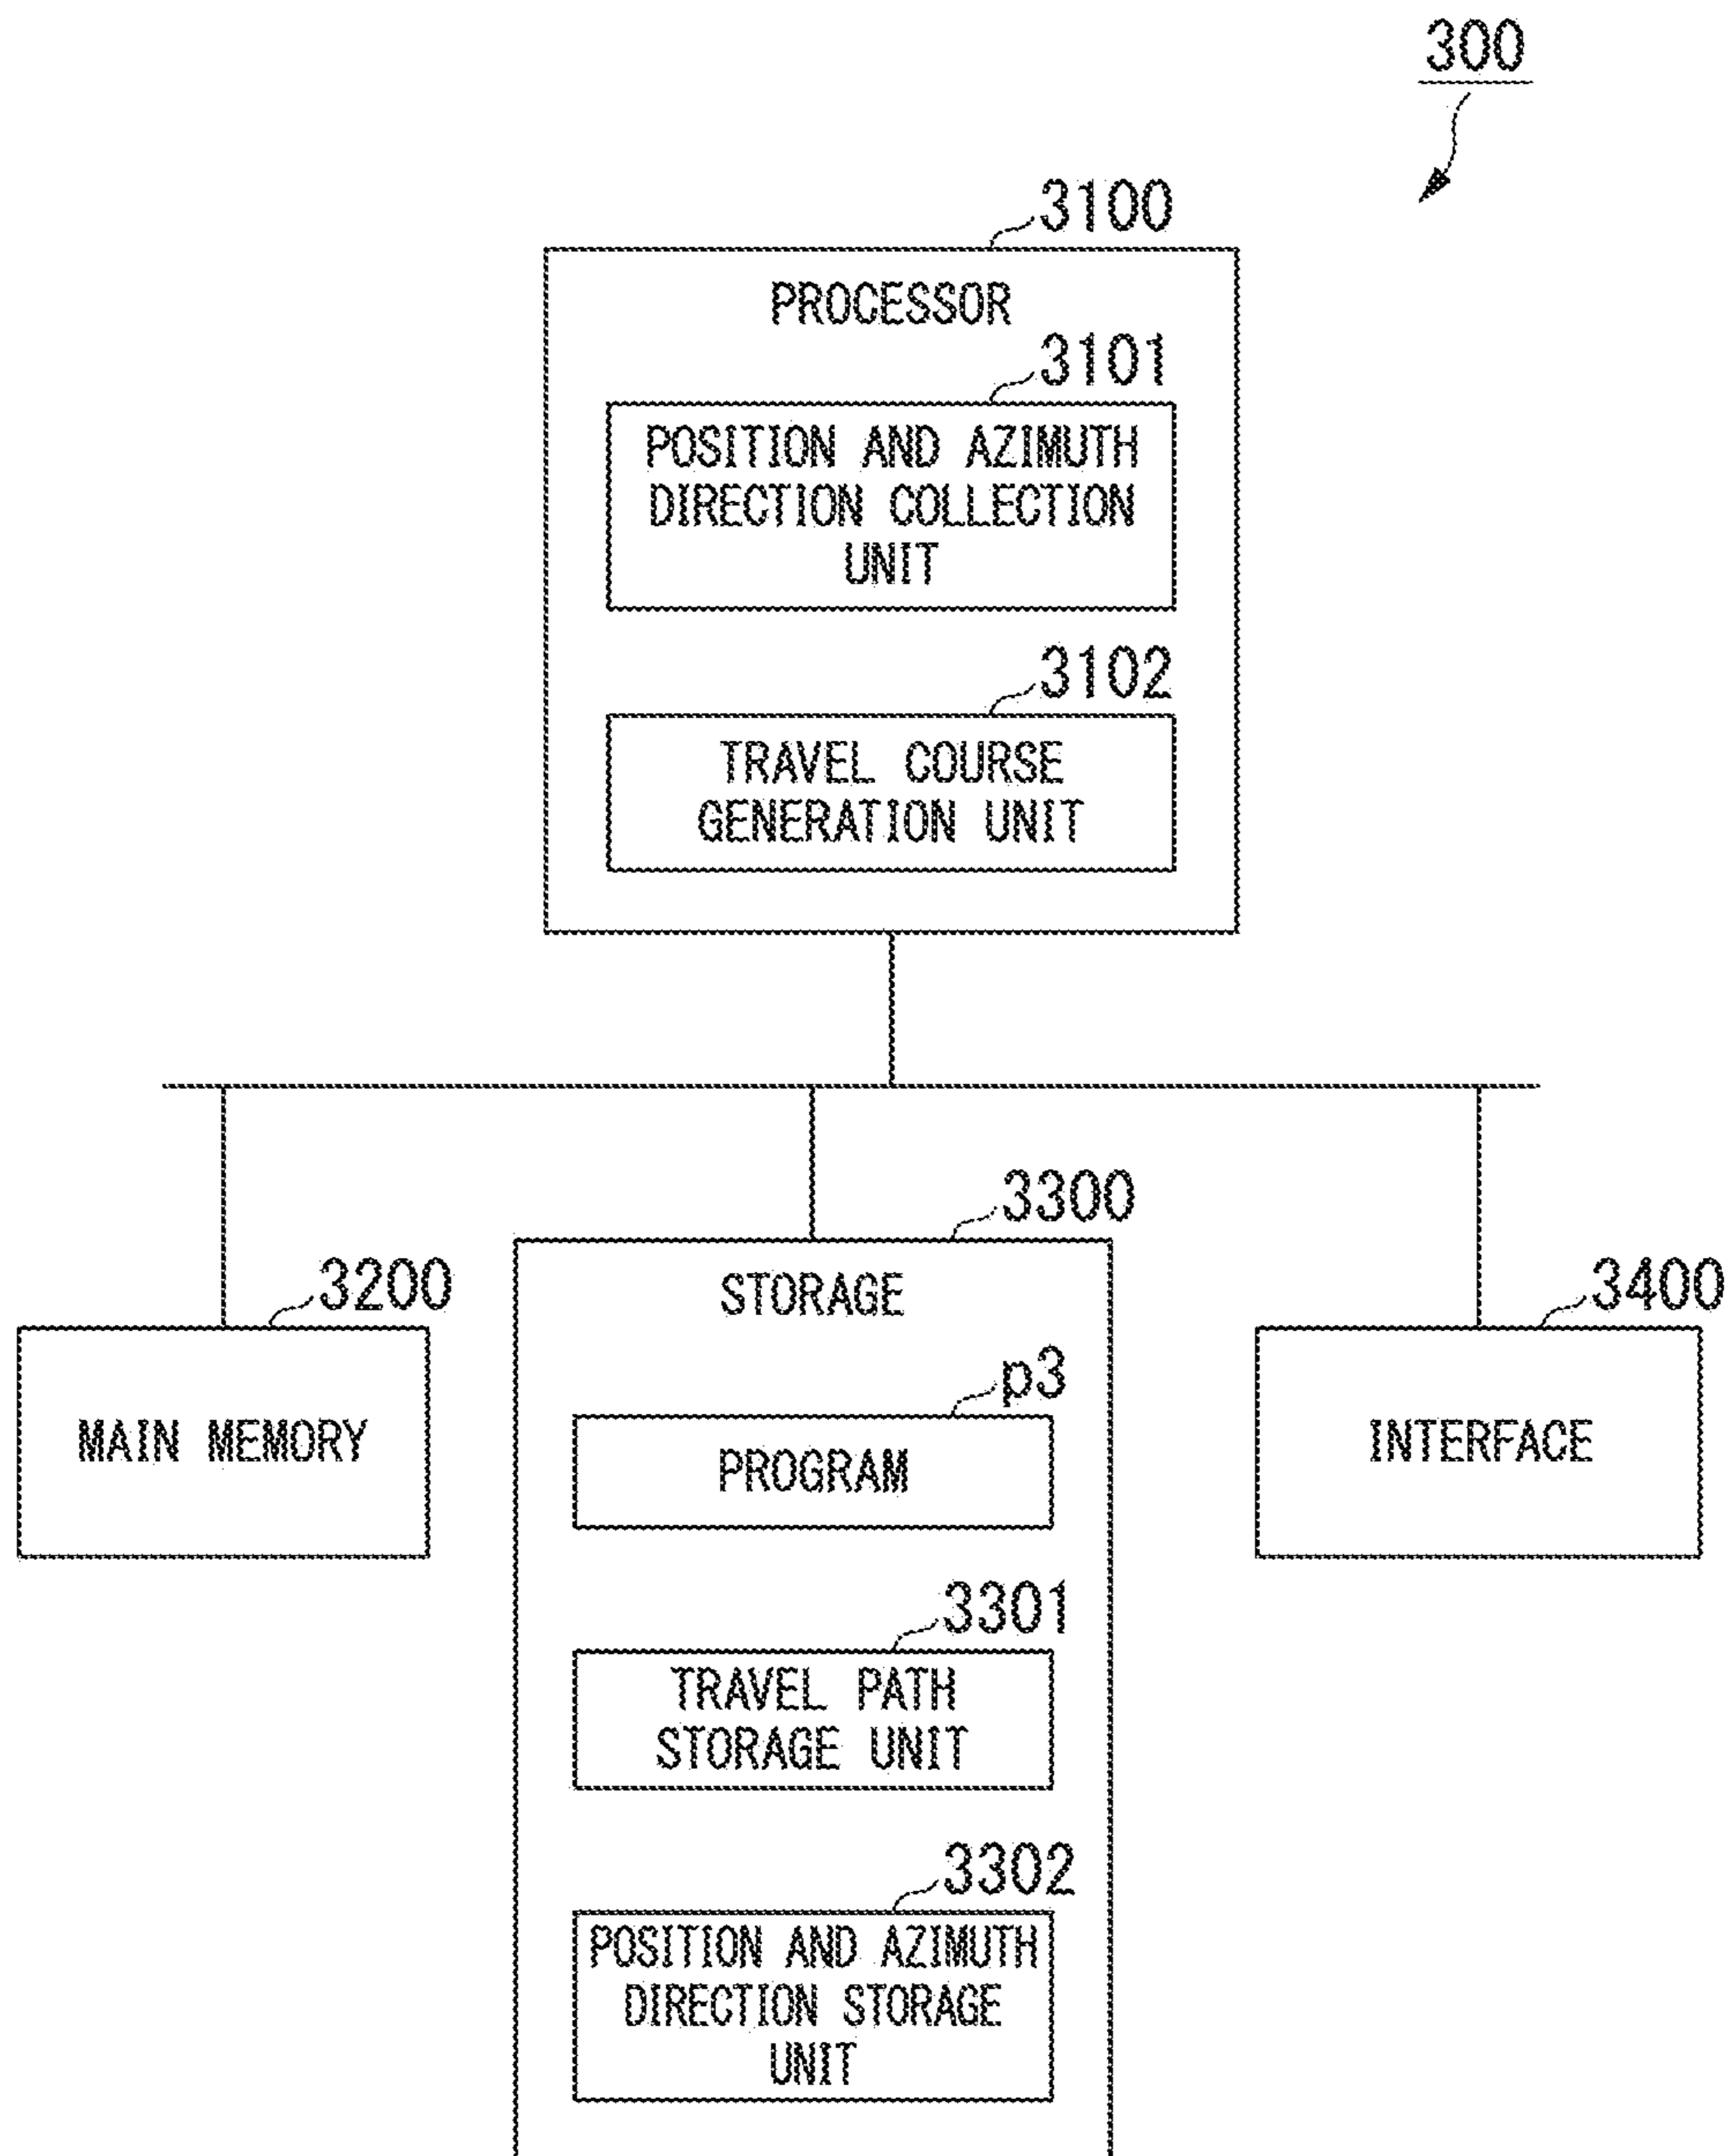 300
3100
PROCESSOR
3101
POSITION AND AZIMUTH
DIRECTION COLLECTION
UNIT
3102
TRAVEL COURSE
GENERATION UNIT
3200
MAIN MEMORY
3300
STORAGE
p3
PROGRAM
3301
TRAVEL PATH
STORAGE UNIT
3302
POSITION AND AZIMUTH
DIRECTION STORAGE
UNIT
3400
INTERFACE